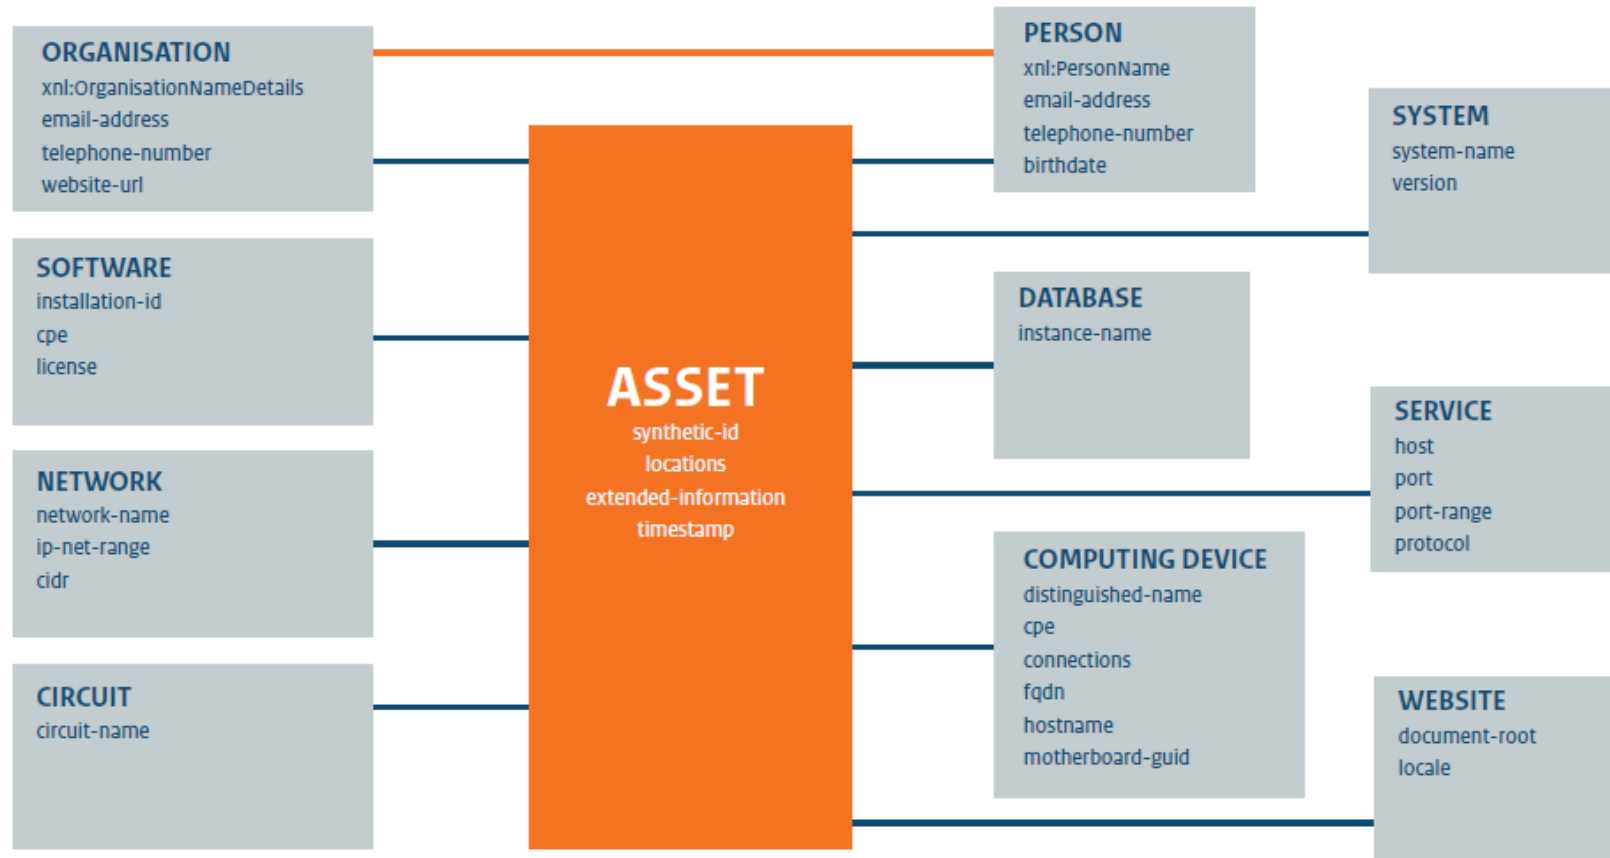 ORGANISATION
xnl:OrganisationNameDetails
email-address
telephone-number
website-url
SOFTWARE
installation-id
cpe
license
NETWORK
network-name
ip-net-range
cidr
CIRCUIT
circuit-name
ASSET
synthetic-id
locations
extended-information
timestamp
PERSON
xnl:PersonName
email-address
telephone-number
birthdate
DATABASE
instance-name
COMPUTING DEVICE
distinguished-name
cpe
connections
fqdn
hostname
motherboard-guid
SYSTEM
system-name
version
SERVICE
host
port
port-range
protocol
WEBSITE
document-root
locale